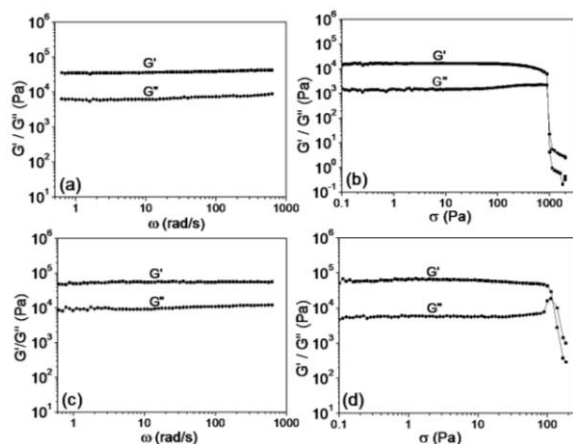 10⁶
10⁵
10⁴
10³
10²
10¹
G' / G'' (Pa)
G'
G''
(a)
1 10 100 1000
ω (rad/s)
10⁶
10⁵
10⁴
10³
10²
10¹
10⁰
10⁻¹
G' / G'' (Pa)
G'
G''
(b)
0.1 1 10 100 1000
σ (Pa)
10⁶
10⁵
10⁴
10³
10²
10¹
G'/G'' (Pa)
G'
G''
(c)
1 10 100 1000
ω (rad/s)
10⁶
10⁵
10⁴
10³
10²
10¹
G' / G'' (Pa)
G'
G''
(d)
0.1 1 10 100
σ (Pa)